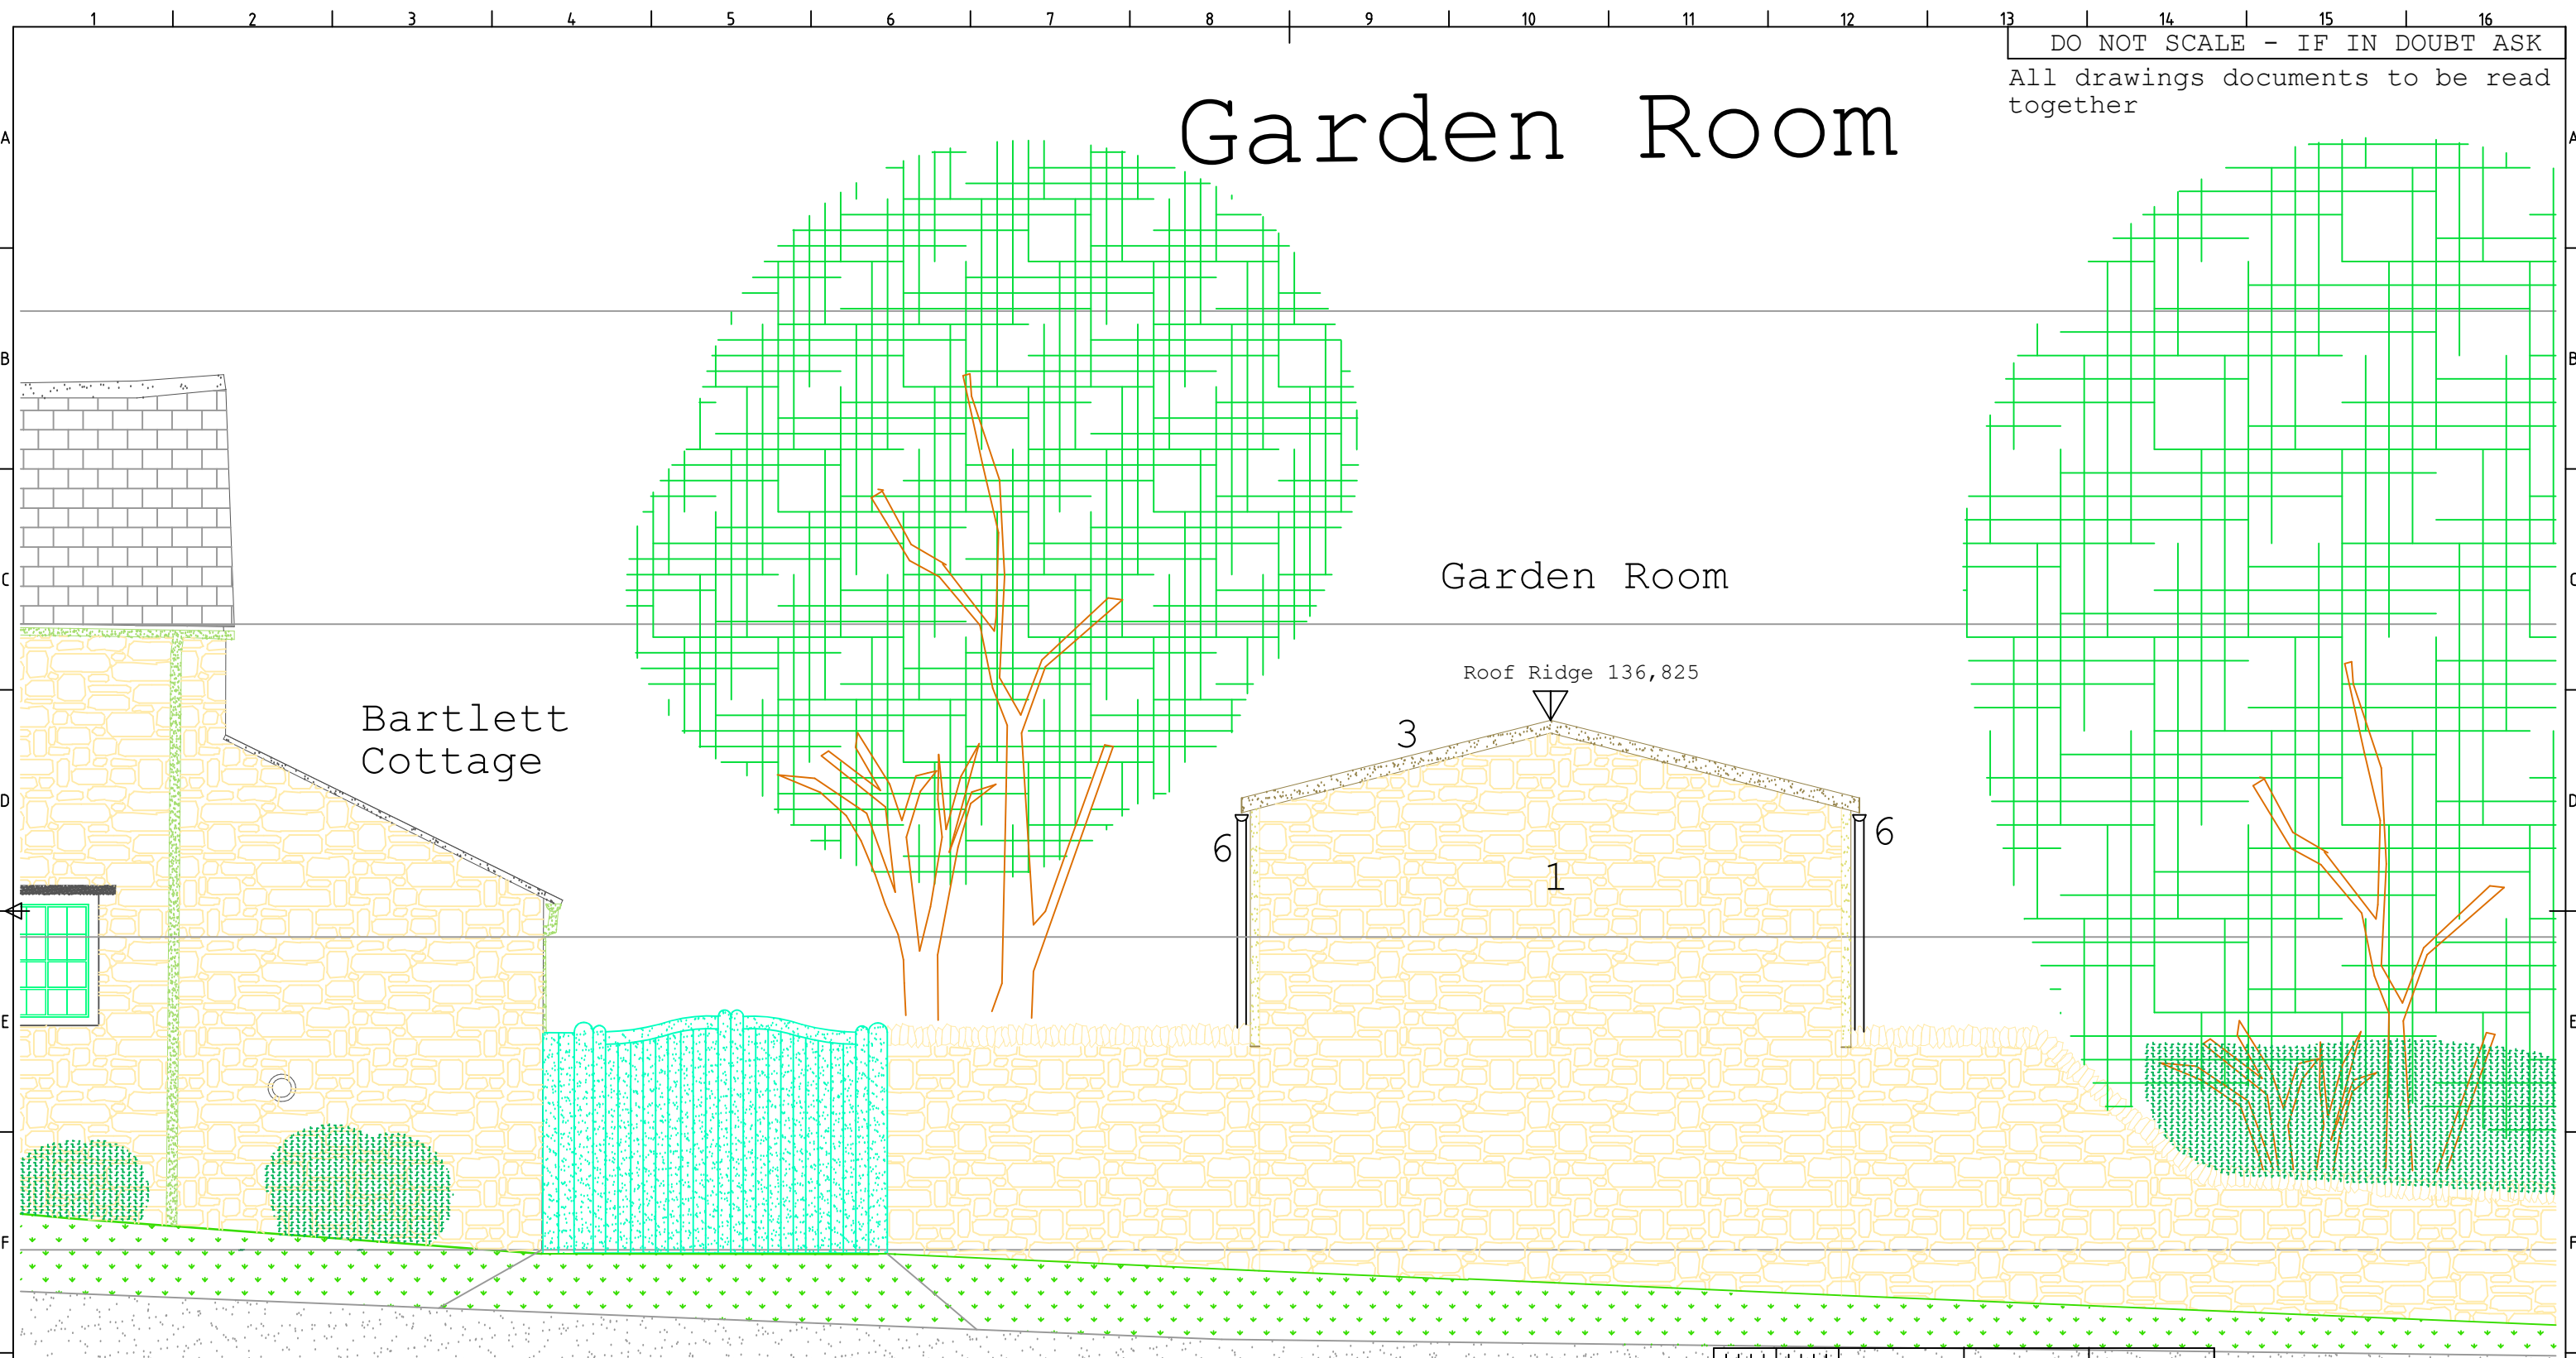 1 2 3 4 5 6 7 8 9 10 11 12 13 14 15 16
DO NOT SCALE - IF IN DOUBT ASK
All drawings documents to be read
together
Garden Room
A A
B B
C C
Garden Room
Roof Ridge 136,825
Bartlett
Cottage
3
D D
6 6
1
E E
F F